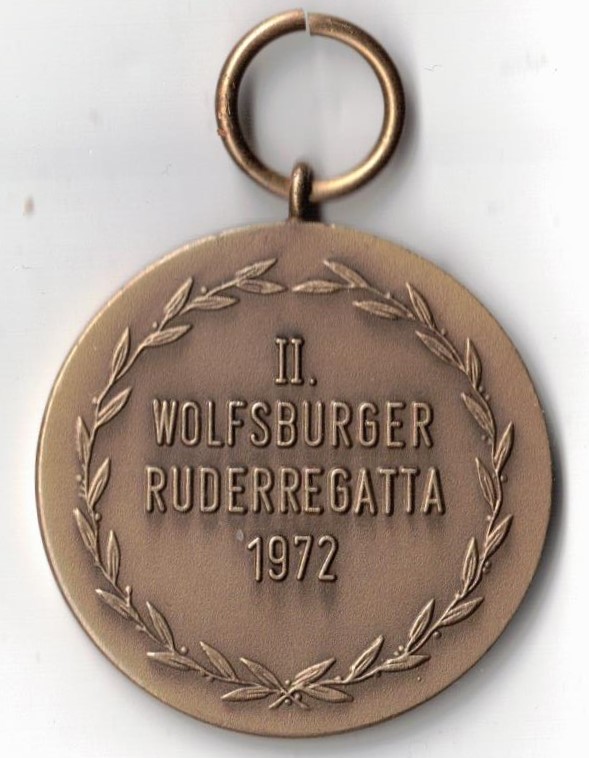 II.
WOLFSBURGER
RUDERREGATTA
1972